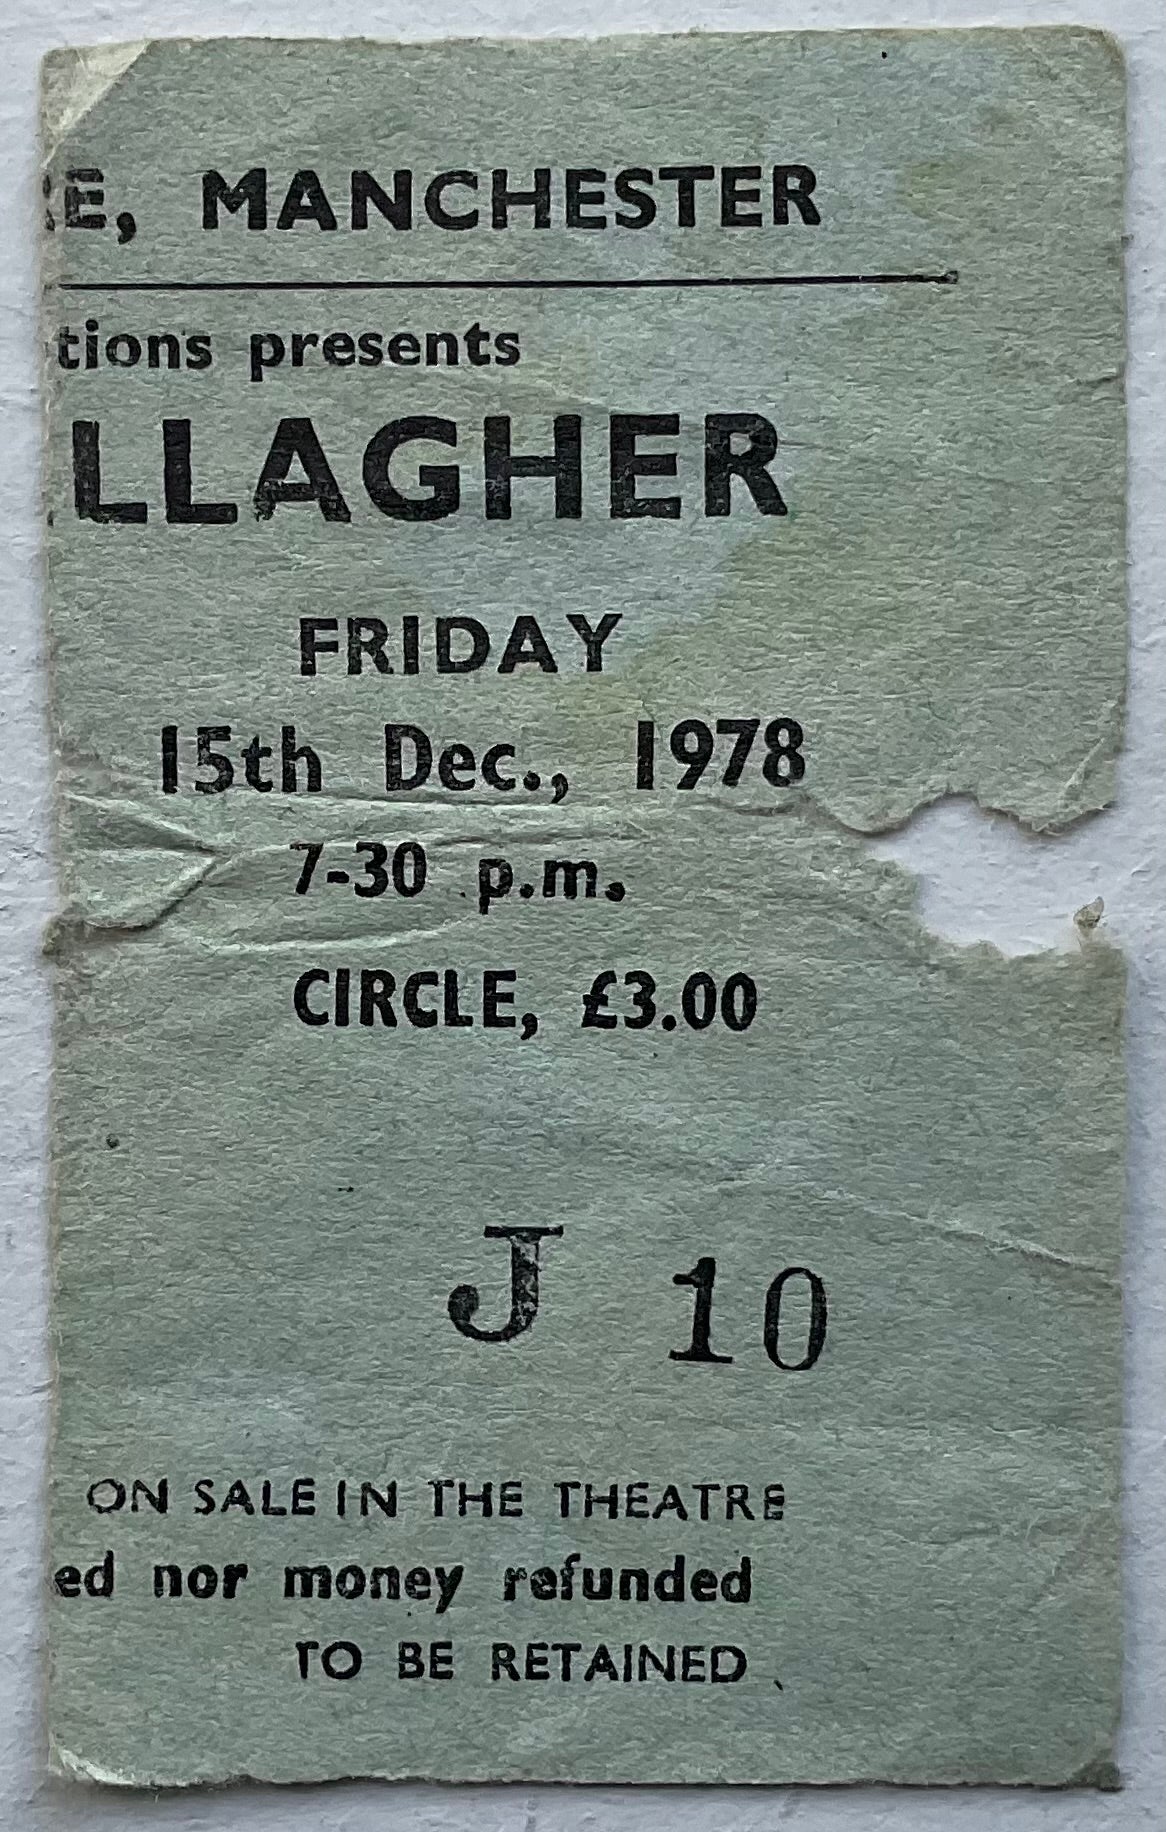 E, MANCHESTER
tions presents
LLAGHER
FRIDAY
15th Dec., 1978
7-30 p.m.
CIRCLE, £3.00
J 10
ON SALE IN THE THEATRE
ed nor money refunded
TO BE RETAINED